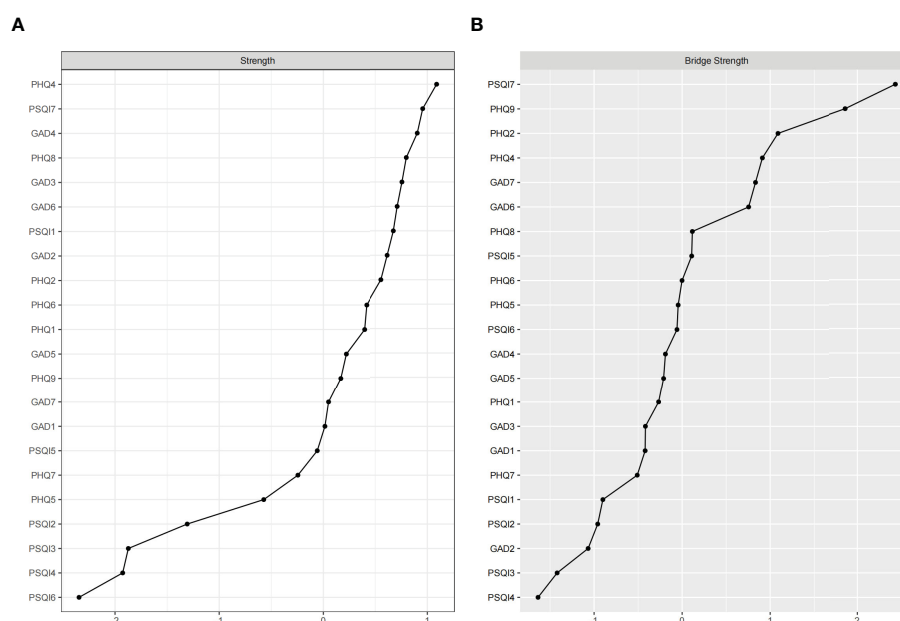 A
Strength
PHQ4
PSQI7
GAD4
PHQ8
GAD3
GAD6
PSQI1
GAD2
PHQ2
PHQ6
PHQ1
GAD5
PHQ9
GAD7
GAD1
PSQI5
PHQ7
PHQ5
PSQI2
PSQI3
PSQI4
PSQI6
2 1 0 1
B
Bridge Strength
PSQI7
PHQ9
PHQ2
PHQ4
GAD7
GAD6
PHQ8
PSQI5
PHQ6
PHQ5
PSQI6
GAD4
GAD5
PHQ1
GAD3
GAD1
PHQ7
PSQI1
PSQI2
GAD2
PSQI3
PSQI4
1 0 1 2